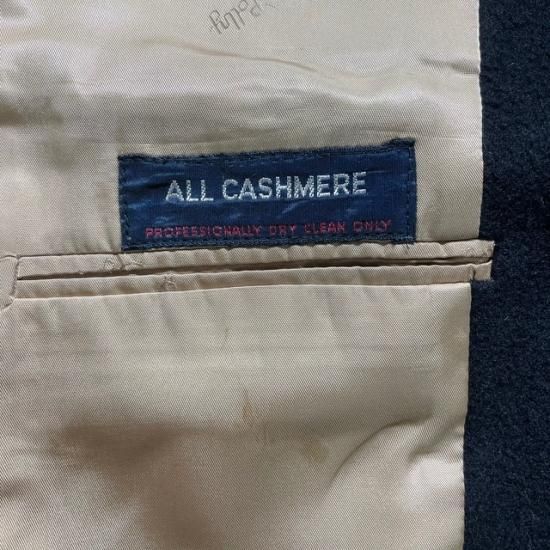 ALL CASHMERE
PROFESSIONALLY DRY CLEAN ONLY